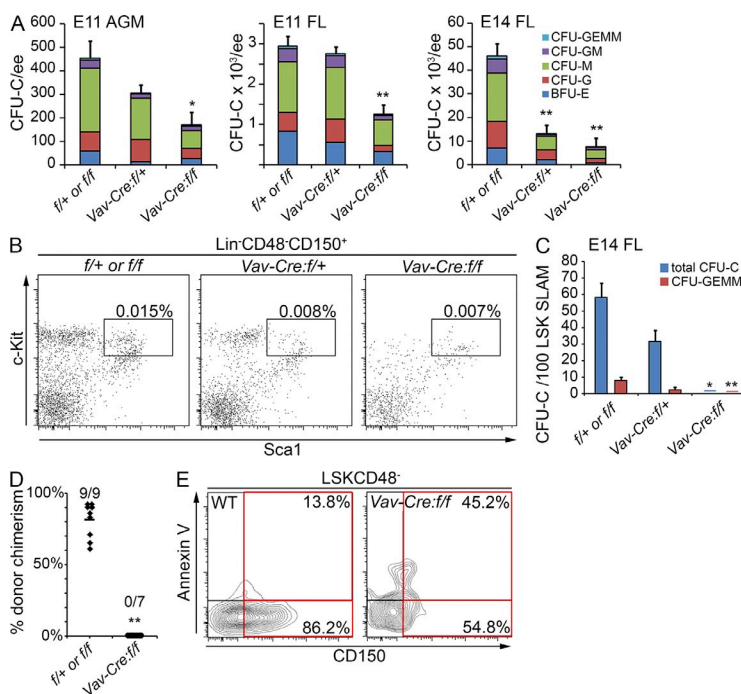 A
E11 AGM
CFU-C/ee
600
500
400
300
200
100
0
*
f/+ or f/f
Vav-Cre:f/+
Vav-Cre:f/f
E11 FL
CFU-C x 10³/ee
3
2
1
0
**
f/+ or f/f
Vav-Cre:f/+
Vav-Cre:f/f
E14 FL
CFU-C x 10³/ee
60
40
20
0
**
**
f/+ or f/f
Vav-Cre:f/+
Vav-Cre:f/f
CFU-GEMM
CFU-GM
CFU-M
CFU-G
BFU-E
B
Lin⁻CD48⁻CD150⁺
f/+ or f/f
Vav-Cre:f/+
Vav-Cre:f/f
0.015%
0.008%
0.007%
c-Kit
Sca1
C
E14 FL
total CFU-C
CFU-GEMM
CFU-C /100 LSK SLAM
80
70
60
50
40
30
20
10
0
*
**
f/+ or f/f
Vav-Cre:f/+
Vav-Cre:f/f
D
% donor chimerism
100%
50%
0%
9/9
0/7
**
f/+ or f/f
Vav-Cre:f/f
E
LSKCD48⁻
WT
13.8%
86.2%
Vav-Cre:f/f
45.2%
54.8%
Annexin V
CD150